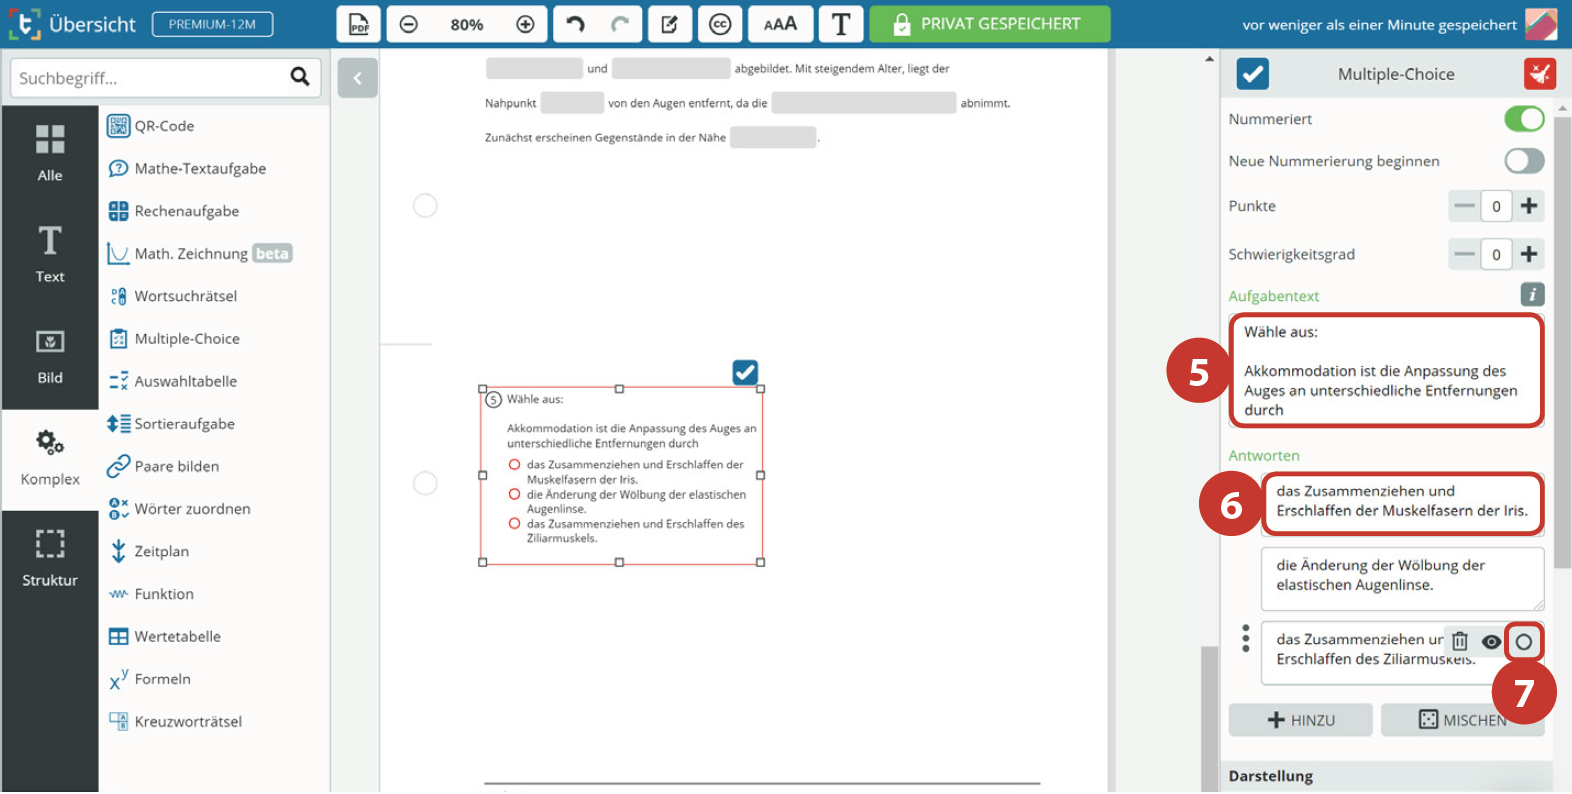 t Übersicht PREMIUM-12M PDF 80% cc AAA T PRIVAT GESPEICHERT vor weniger als einer Minute gespeichert
Suchbegriff...
Alle
Text
Bild
Komplex
Struktur
QR-Code
Mathe-Textaufgabe
Rechenaufgabe
Math. Zeichnung beta
Wortsuchrätsel
Multiple-Choice
Auswahltabelle
Sortieraufgabe
Paare bilden
Wörter zuordnen
Zeitplan
Funktion
Wertetabelle
Formeln
Kreuzworträtsel
und abgebildet. Mit steigendem Alter, liegt der
Nahpunkt von den Augen entfernt, da die abnimmt.
Zunächst erscheinen Gegenstände in der Nähe .
5 Wähle aus:
Akkommodation ist die Anpassung des Auges an
unterschiedliche Entfernungen durch
das Zusammenziehen und Erschlaffen der
Muskelfasern der Iris.
die Änderung der Wölbung der elastischen
Augenlinse.
das Zusammenziehen und Erschlaffen des
Ziliarmuskels.
Multiple-Choice
Nummeriert
Neue Nummerierung beginnen
Punkte 0
Schwierigkeitsgrad 0
Aufgabentext i
5
Wähle aus:
Akkommodation ist die Anpassung des
Auges an unterschiedliche Entfernungen
durch
Antworten
6
das Zusammenziehen und
Erschlaffen der Muskelfasern der Iris.
die Änderung der Wölbung der
elastischen Augenlinse.
das Zusammenziehen
Erschlaffen des Ziliarmuskels.
7
HINZU MISCHEN
Darstellung